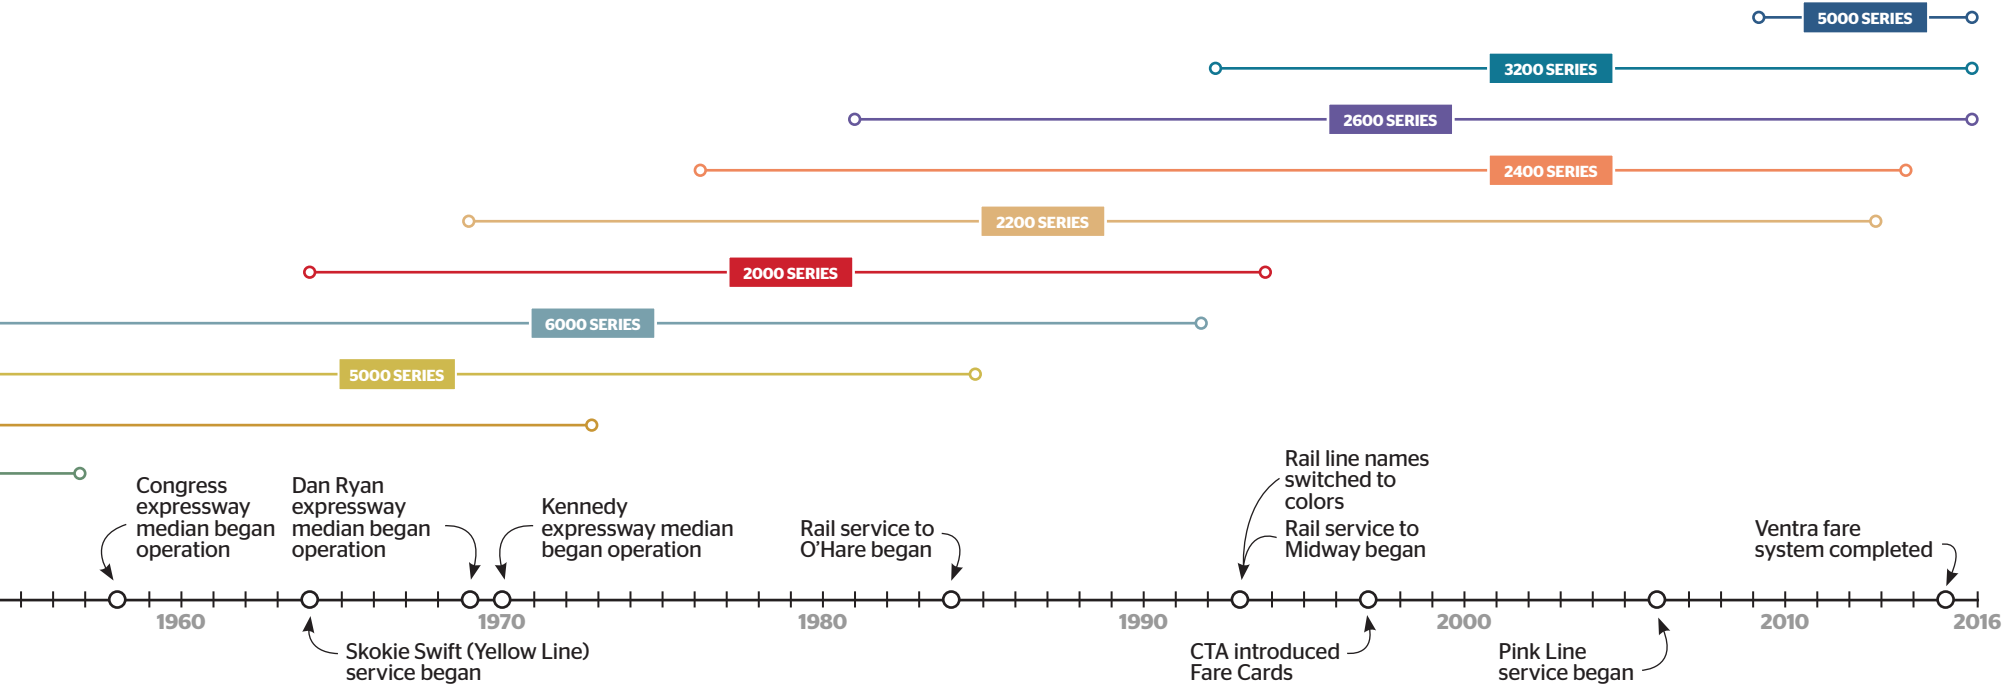 5000 SERIES
3200 SERIES
2600 SERIES
2400 SERIES
2200 SERIES
2000 SERIES
6000 SERIES
5000 SERIES
Congress
expressway
median began
operation
Dan Ryan
expressway
median began
operation
Kennedy
expressway median
began operation
Rail service to
O'Hare began
Rail line names
switched to
colors
Rail service to
Midway began
Ventra fare
system completed
1960
1970
1980
1990
2000
2010
2016
Skokie Swift (Yellow Line)
service began
CTA introduced
Fare Cards
Pink Line
service began